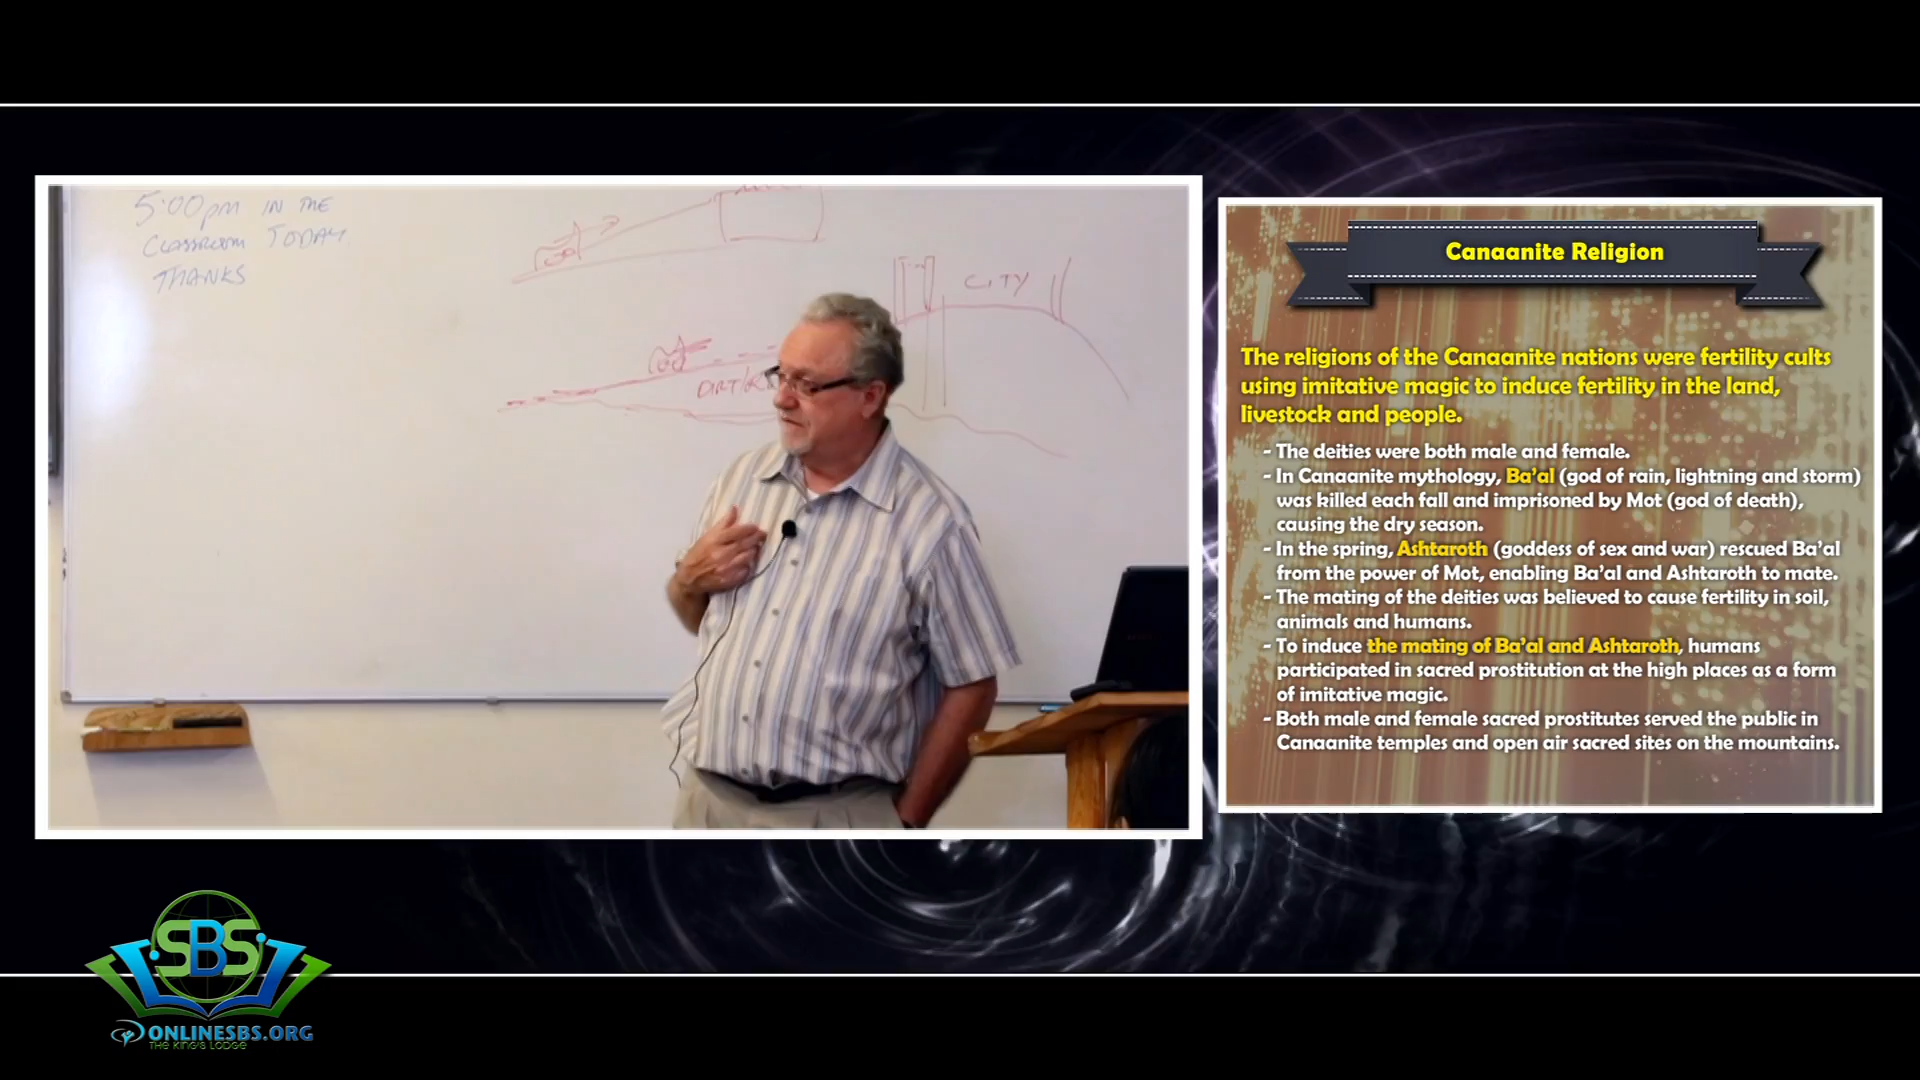 5:00pm IN THE
CLASSROOM TODAY
THANKS
CITY
Canaanite Religion
The religions of the Canaanite nations were fertility cults
using imitative magic to induce fertility in the land,
livestock and people.
- The deities were both male and female.
- In Canaanite mythology, Ba'al (god of rain, lightning and storm)
was killed each fall and imprisoned by Mot (god of death),
causing the dry season.
- In the spring, Ashtaroth (goddess of sex and war) rescued Ba'al
from the power of Mot, enabling Ba'al and Ashtaroth to mate.
- The mating of the deities was believed to cause fertility in soil,
animals and humans.
- To induce the mating of Ba'al and Ashtaroth, humans
participated in sacred prostitution at the high places as a form
of imitative magic.
- Both male and female sacred prostitutes served the public in
Canaanite temples and open air sacred sites on the mountains.
SBS
ONLINESBS.ORG
THE KING'S LODGE